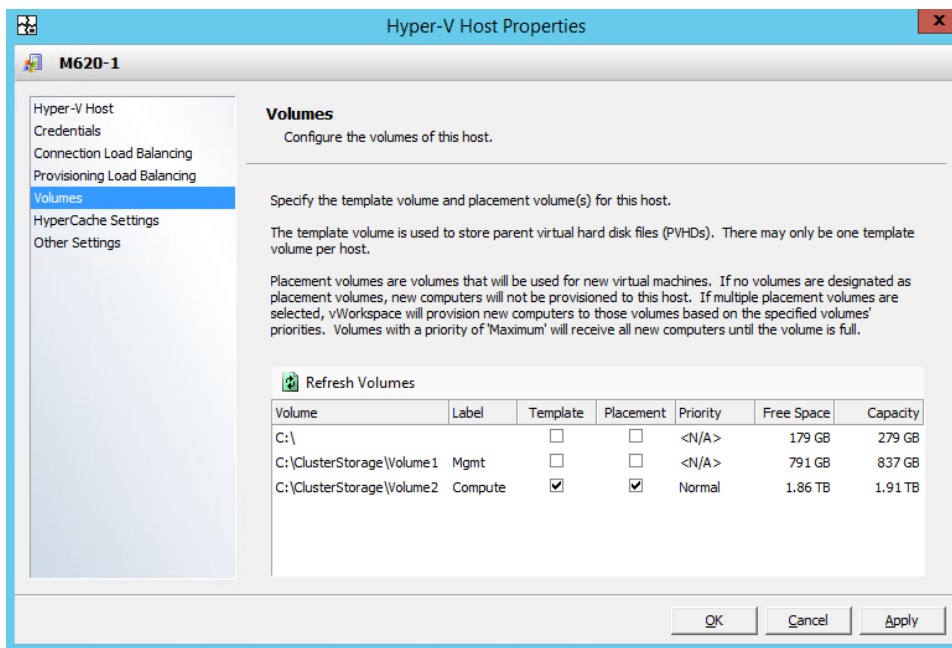 Hyper-V Host Properties
x
M620-1
Hyper-V Host
Credentials
Connection Load Balancing
Provisioning Load Balancing
Volumes
HyperCache Settings
Other Settings
Volumes
Configure the volumes of this host.
Specify the template volume and placement volume(s) for this host.
The template volume is used to store parent virtual hard disk files (PVHDs). There may only be one template
volume per host.
Placement volumes are volumes that will be used for new virtual machines. If no volumes are designated as
placement volumes, new computers will not be provisioned to this host. If multiple placement volumes are
selected, vWorkspace will provision new computers to those volumes based on the specified volumes'
priorities. Volumes with a priority of 'Maximum' will receive all new computers until the volume is full.
Refresh Volumes
Volume Label Template Placement Priority Free Space Capacity
C:\ <N/A> 179 GB 279 GB
C:\ClusterStorage\Volume1 Mgmt <N/A> 791 GB 837 GB
C:\ClusterStorage\Volume2 Compute Normal 1.86 TB 1.91 TB
OK Cancel Apply